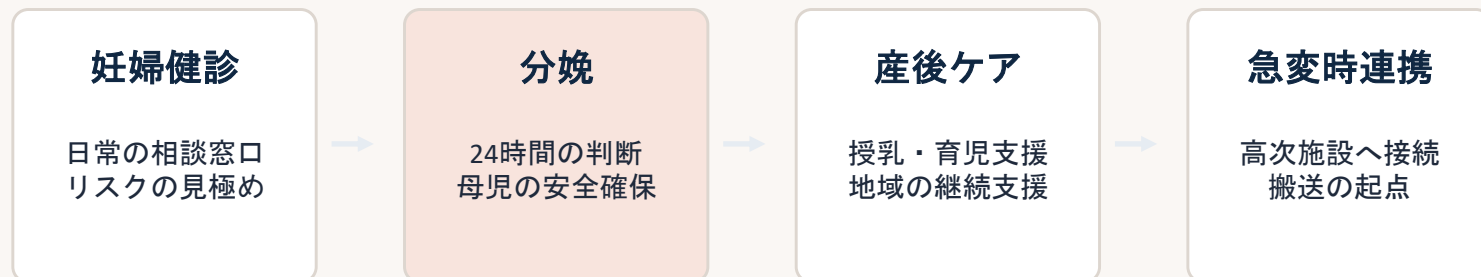 妊婦健診
日常の相談窓口
リスクの見極め
分娩
24時間の判断
母児の安全確保
産後ケア
授乳・育児支援
地域の継続支援
急変時連携
高次施設へ接続
搬送の起点